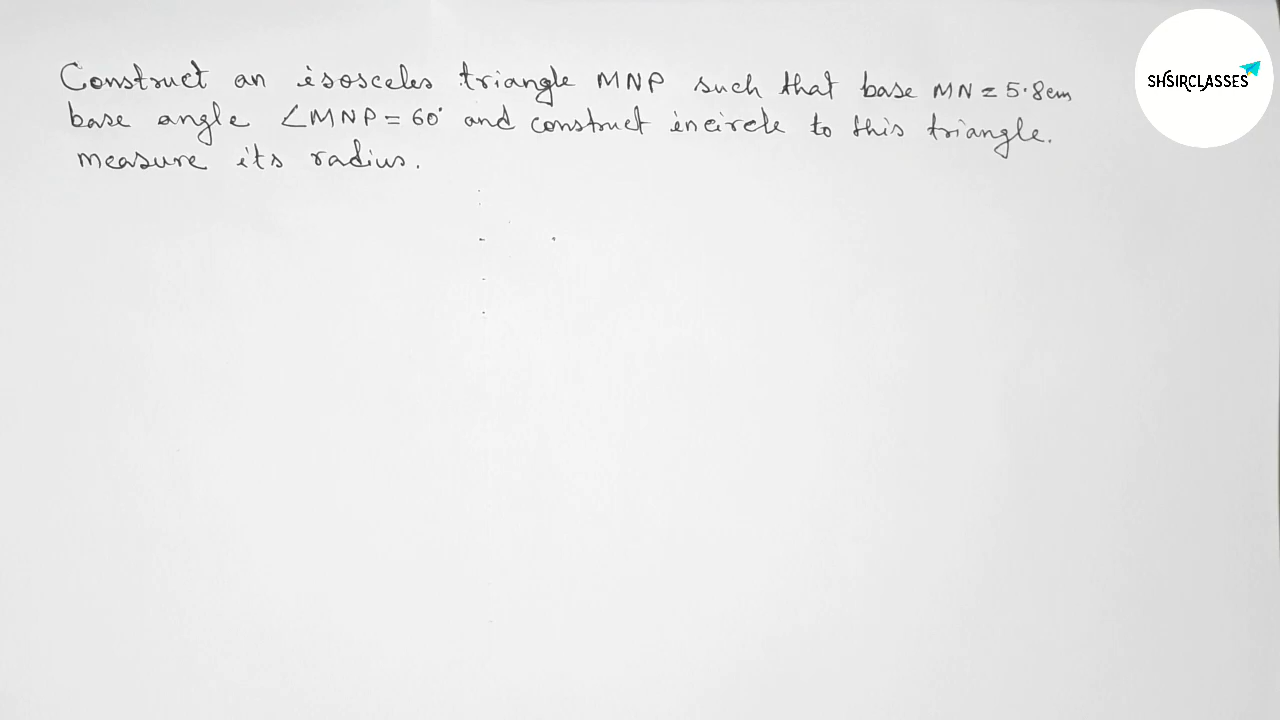 Construct an isosceles triangle MNP such that base MN = 5.8cm
base angle ∠MNP = 60° and construct incircle to this triangle.
measure its radius.
SHSIRCLASSES